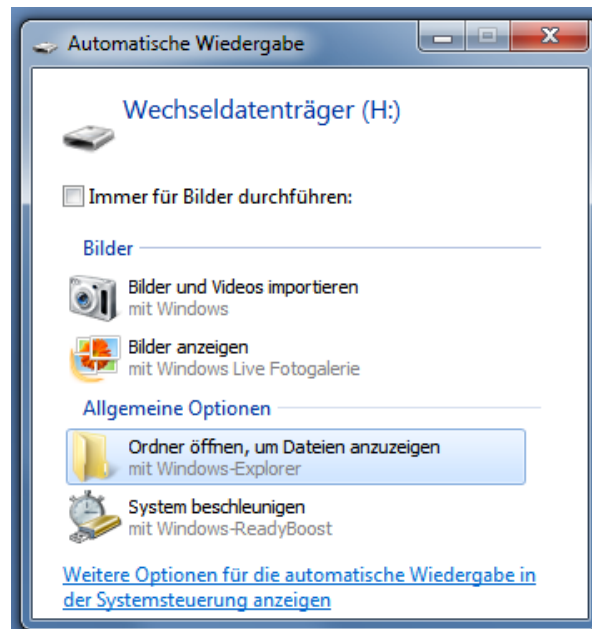 Automatische Wiedergabe
Wechseldatenträger (H:)
Immer für Bilder durchführen:
Bilder
Bilder und Videos importieren
mit Windows
Bilder anzeigen
mit Windows Live Fotogalerie
Allgemeine Optionen
Ordner öffnen, um Dateien anzuzeigen
mit Windows-Explorer
System beschleunigen
mit Windows-ReadyBoost
Weitere Optionen für die automatische Wiedergabe in
der Systemsteuerung anzeigen